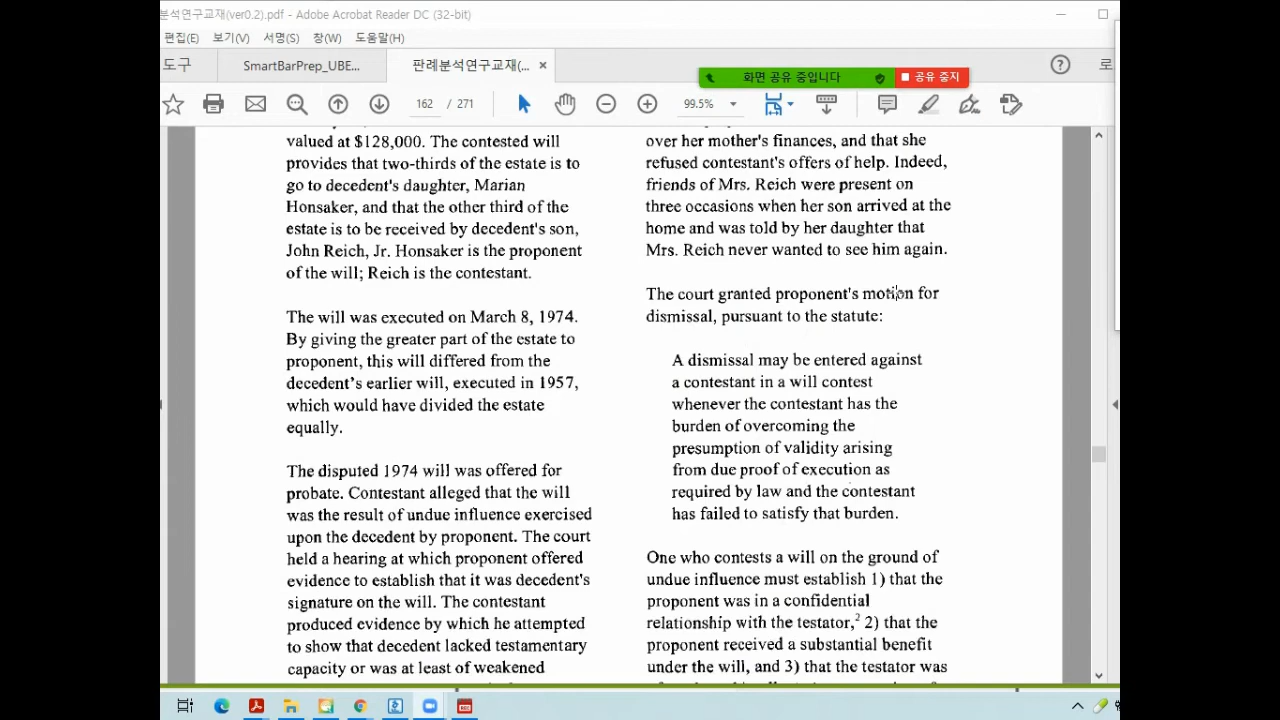 분석연구교재(ver0.2).pdf - Adobe Acrobat Reader DC (32-bit)
편집(E) 보기(V) 서명(S) 창(W) 도움말(H)
도구 SmartBarPrep_UBE... 판례분석연구교재(... × ? 로
화면 공유 중입니다 공유 중지
162 / 271 99.5%
valued at $128,000. The contested will
provides that two-thirds of the estate is to
go to decedent's daughter, Marian
Honsaker, and that the other third of the
estate is to be received by decedent's son,
John Reich, Jr. Honsaker is the proponent
of the will; Reich is the contestant.
The will was executed on March 8, 1974.
By giving the greater part of the estate to
proponent, this will differed from the
decedent's earlier will, executed in 1957,
which would have divided the estate
equally.
The disputed 1974 will was offered for
probate. Contestant alleged that the will
was the result of undue influence exercised
upon the decedent by proponent. The court
held a hearing at which proponent offered
evidence to establish that it was decedent's
signature on the will. The contestant
produced evidence by which he attempted
to show that decedent lacked testamentary
capacity or was at least of weakened
over her mother's finances, and that she
refused contestant's offers of help. Indeed,
friends of Mrs. Reich were present on
three occasions when her son arrived at the
home and was told by her daughter that
Mrs. Reich never wanted to see him again.
The court granted proponent's motion for
dismissal, pursuant to the statute:
A dismissal may be entered against
a contestant in a will contest
whenever the contestant has the
burden of overcoming the
presumption of validity arising
from due proof of execution as
required by law and the contestant
has failed to satisfy that burden.
One who contests a will on the ground of
undue influence must establish 1) that the
proponent was in a confidential
relationship with the testator,2 2) that the
proponent received a substantial benefit
under the will, and 3) that the testator was